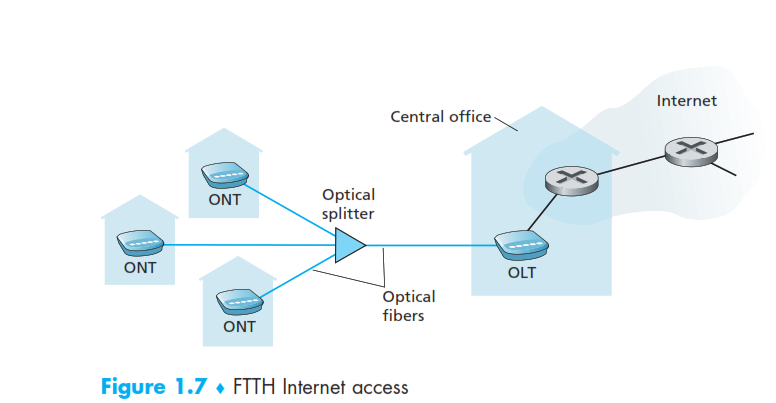 Internet
Central office
ONT
Optical
splitter
ONT
OLT
Optical
fibers
ONT
Figure 1.7 ♦ FTTH Internet access